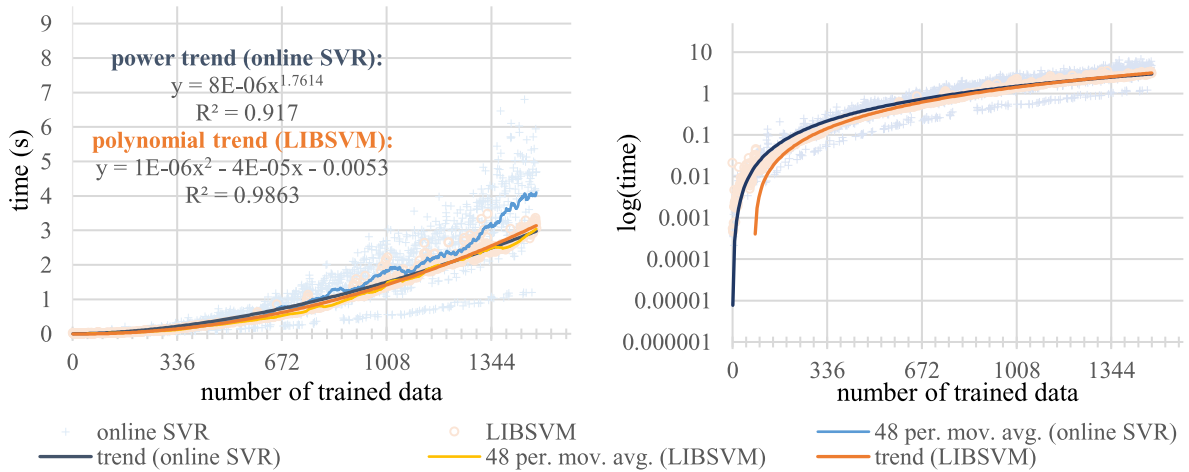 9
8
7
6
5
4
3
2
1
0
time (s)
power trend (online SVR):
y = 8E-06x^1.7614
R² = 0.917
polynomial trend (LIBSVM):
y = 1E-06x² - 4E-05x - 0.0053
R² = 0.9863
0 336 672 1008 1344
number of trained data
10
1
0.1
0.01
0.001
0.0001
0.00001
0.000001
log(time)
0 336 672 1008 1344
number of trained data
online SVR LIBSVM 48 per. mov. avg. (online SVR)
trend (online SVR) 48 per. mov. avg. (LIBSVM) trend (LIBSVM)